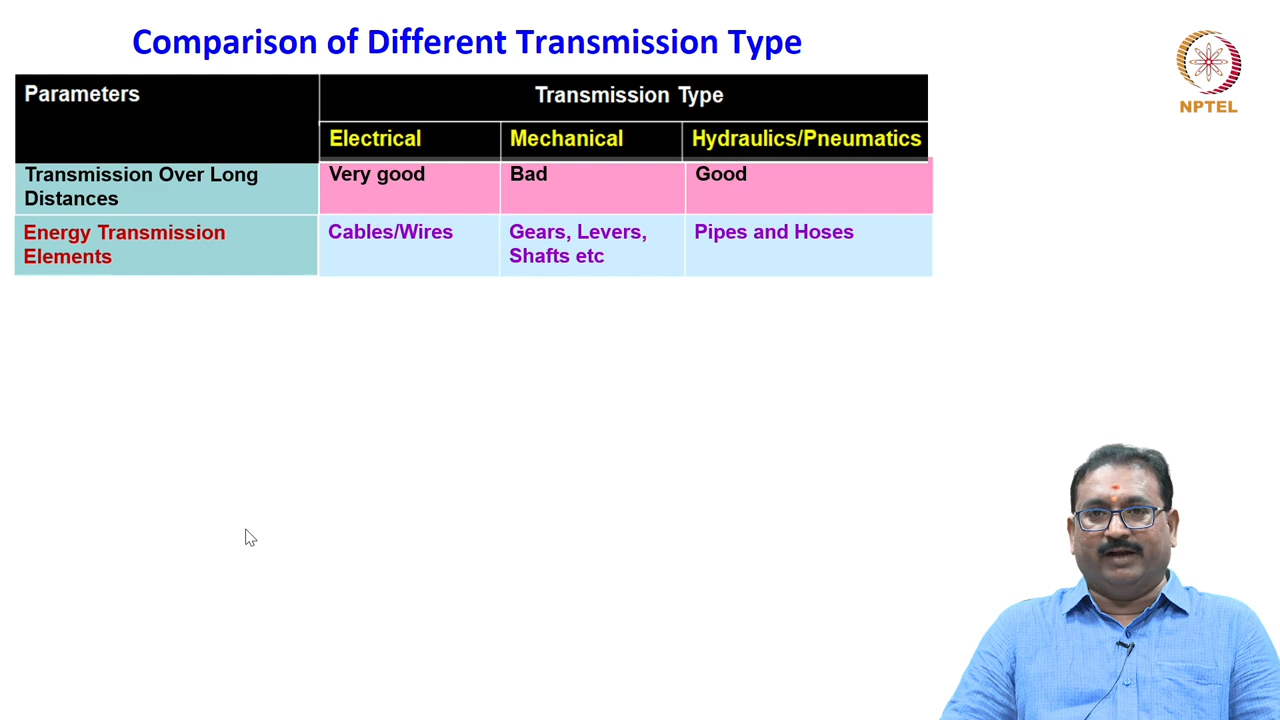 Comparison of Different Transmission Type
NPTEL
Parameters
Transmission Type
Electrical
Mechanical
Hydraulics/Pneumatics
Transmission Over Long
Distances
Very good
Bad
Good
Energy Transmission
Elements
Cables/Wires
Gears, Levers,
Shafts etc
Pipes and Hoses